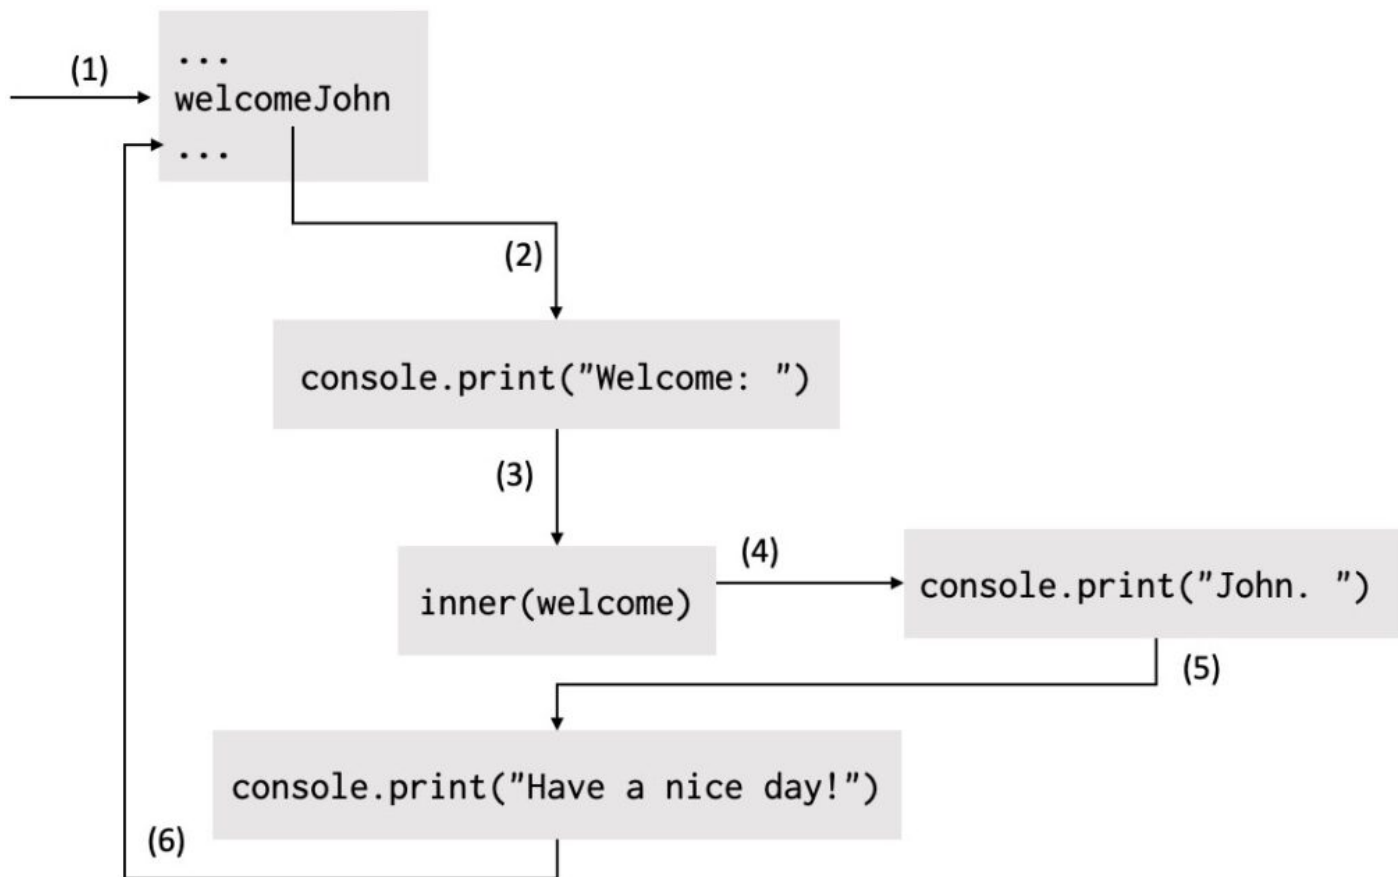 ...
(1)
welcomeJohn
...
(2)
console.print("Welcome: ")
(3)
(4)
inner(welcome)
console.print("John. ")
(5)
console.print("Have a nice day!")
(6)